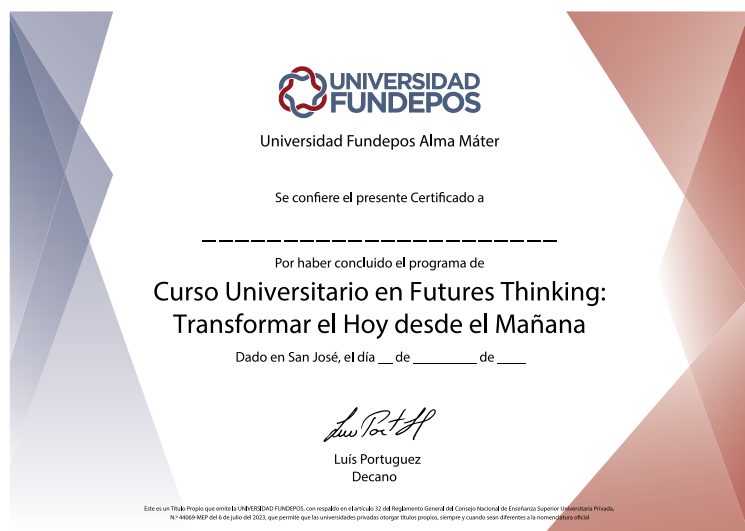 UNIVERSIDAD
FUNDEPOS
Universidad Fundepos Alma Máter
Se confiere el presente Certificado a
______________________
Por haber concluido el programa de
Curso Universitario en Futures Thinking:
Transformar el Hoy desde el Mañana
Dado en San José, el día __ de ________ de ____
Luís Portuguez
Decano
Este es un Título Propio que emite la UNIVERSIDAD FUNDEPOS, con respaldo en el artículo 32 del Reglamento General del Consejo Nacional de Enseñanza Superior Universitaria Privada,
N.º 44069-MEP del 6 de julio del 2023, que permite que las universidades privadas otorgar títulos propios, siempre y cuando sean diferentes a la nomenclatura oficial